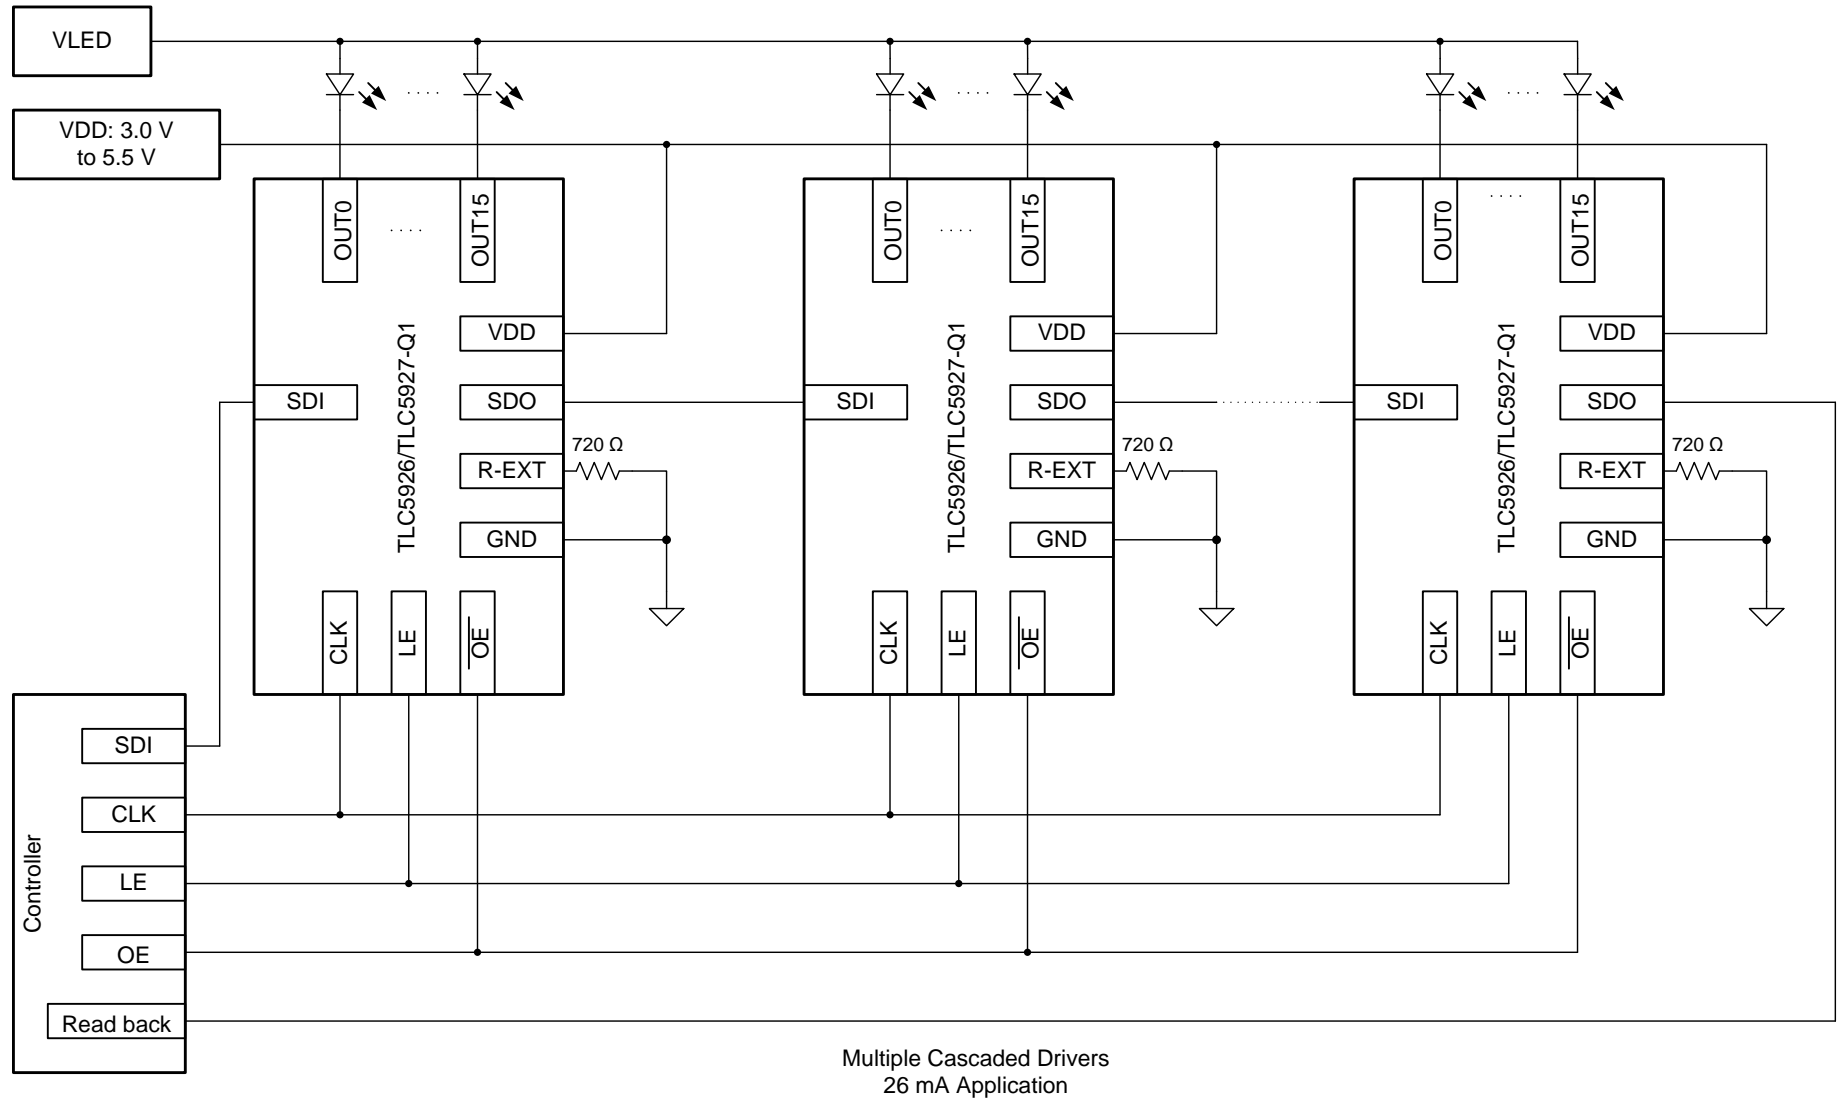 VLED
VDD: 3.0 V
to 5.5 V
OUT0
....
OUT15
TLC5926/TLC5927-Q1
VDD
SDI
SDO
720 Ω
R-EXT
GND
CLK
LE
OE
OUT0
....
OUT15
TLC5926/TLC5927-Q1
VDD
SDI
SDO
720 Ω
R-EXT
GND
CLK
LE
OE
OUT0
....
OUT15
TLC5926/TLC5927-Q1
VDD
SDI
SDO
720 Ω
R-EXT
GND
CLK
LE
OE
Controller
SDI
CLK
LE
OE
Read back
Multiple Cascaded Drivers
26 mA Application